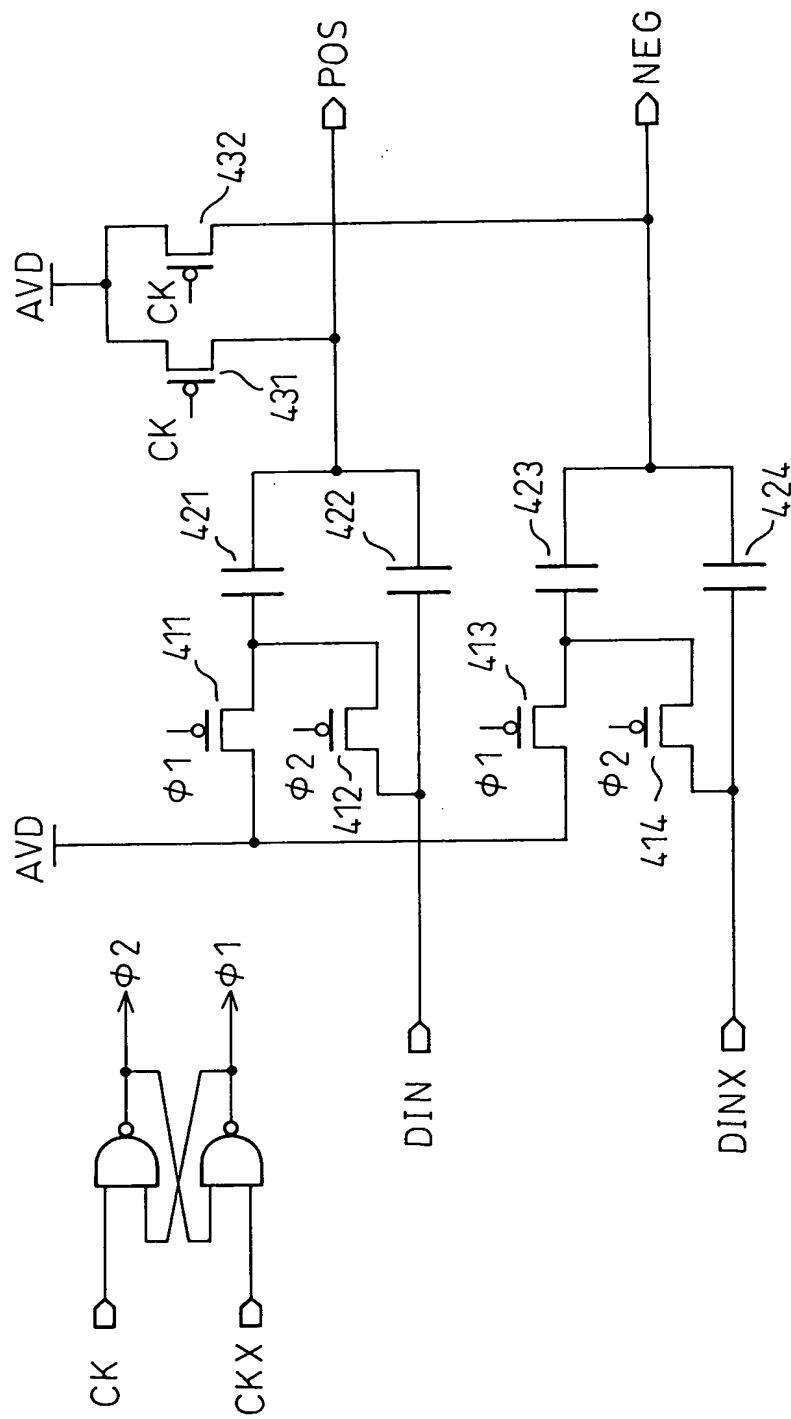 CK
CKX
φ2
φ1
AVD
φ1
411
421
φ2
412
422
DIN
AVD
CK
431
CK
432
POS
φ1
413
423
φ2
414
424
DINX
NEG